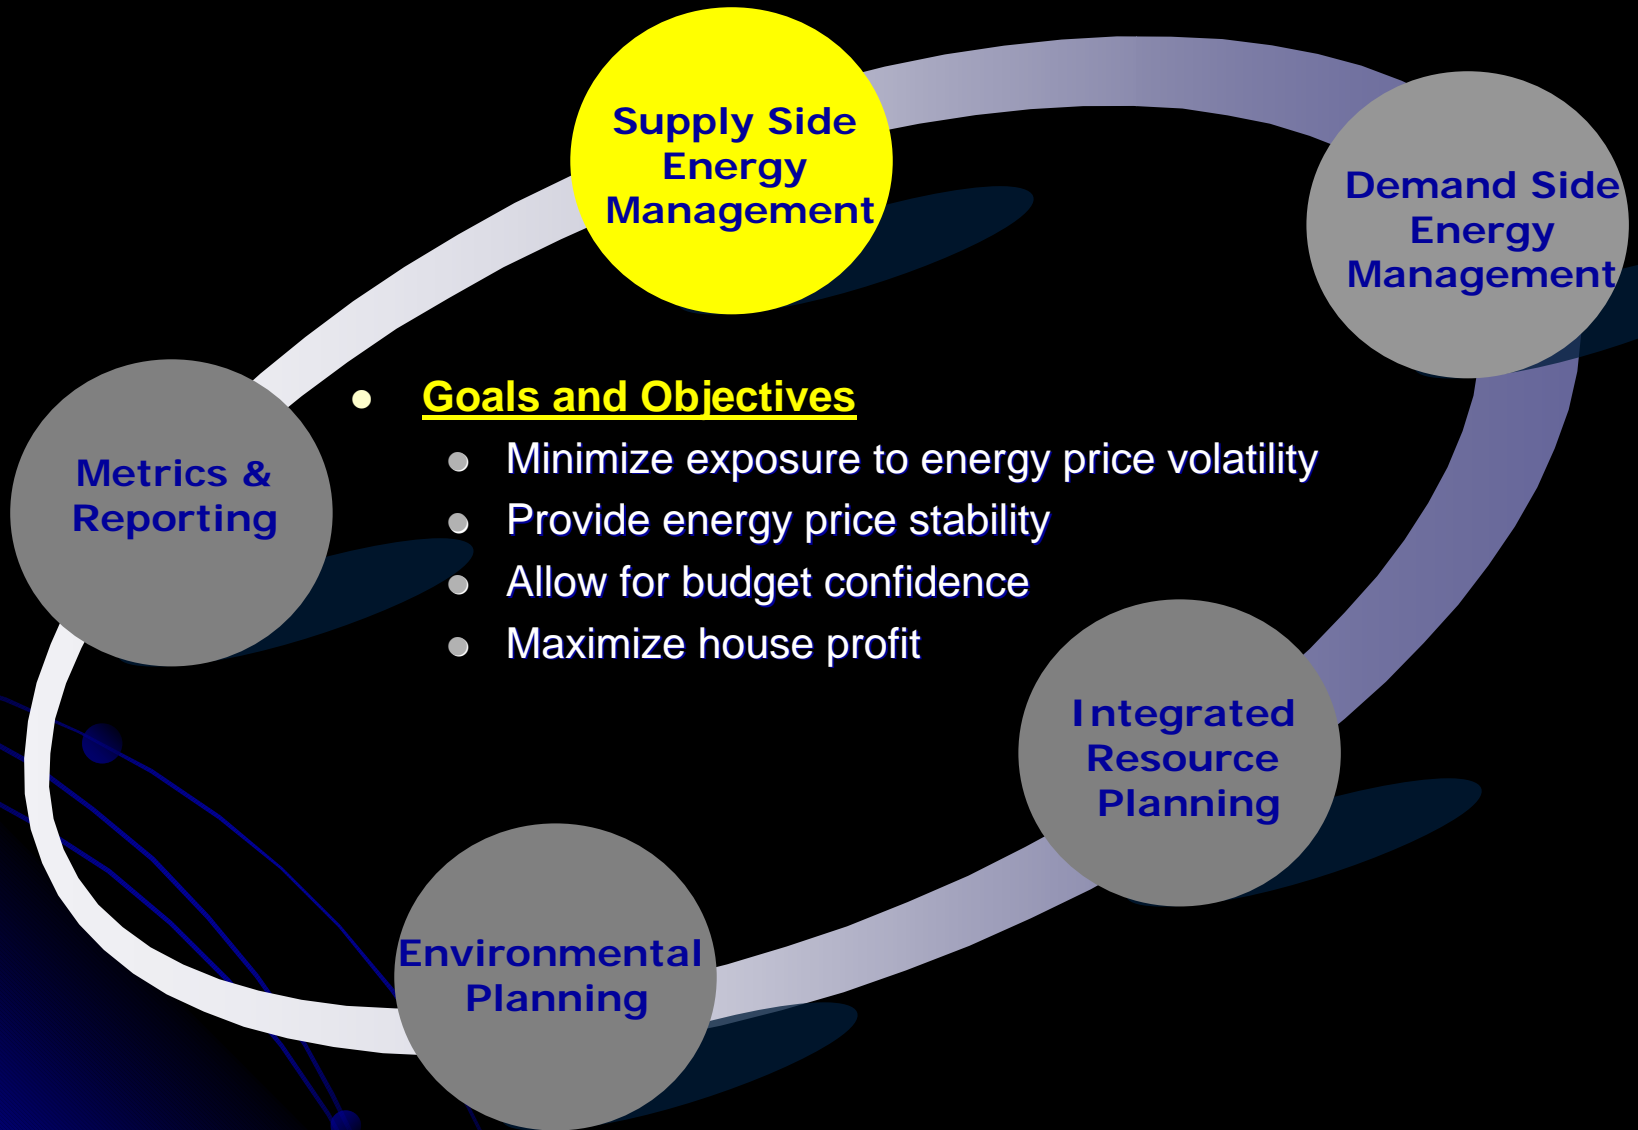 Supply Side
Energy
Management
Demand Side
Energy
Management
Goals and Objectives
Minimize exposure to energy price volatility
Provide energy price stability
Allow for budget confidence
Maximize house profit
Metrics &
Reporting
Integrated
Resource
Planning
Environmental
Planning